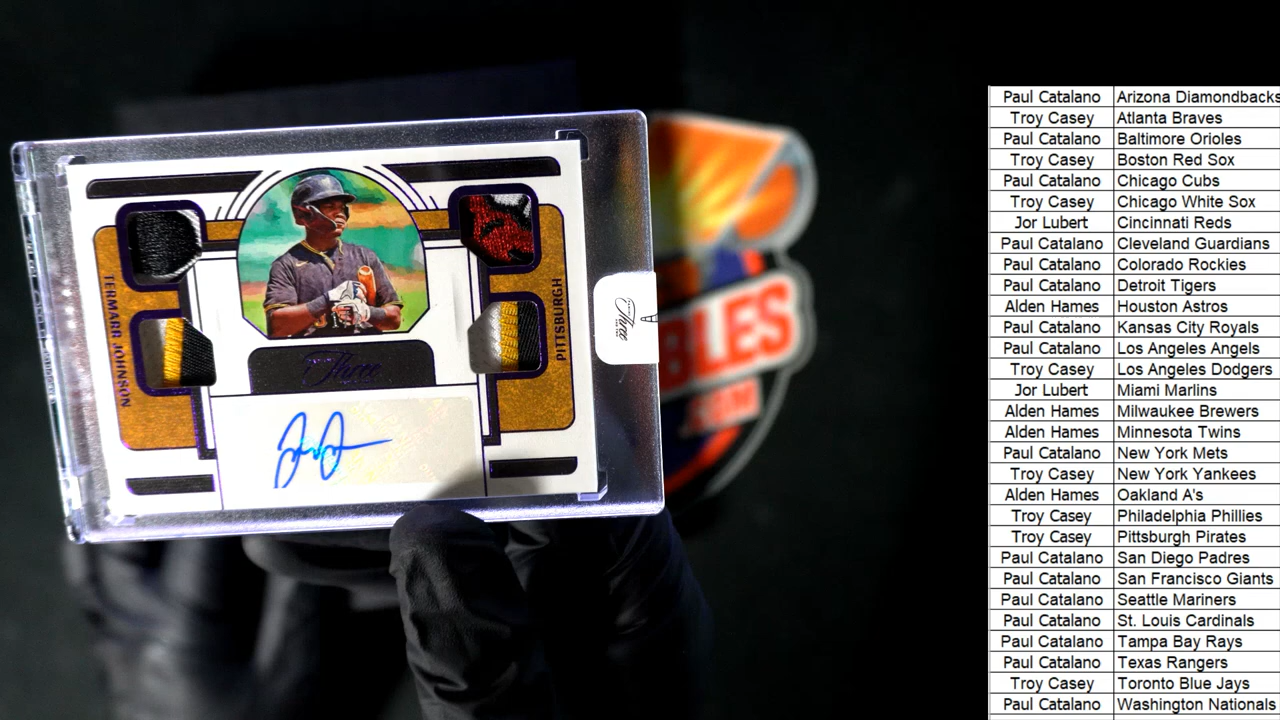 TERMARR JOHNSON
PITTSBURGH
Three
Three
BLES
.COM
Paul Catalano Arizona Diamondbacks
Troy Casey Atlanta Braves
Paul Catalano Baltimore Orioles
Troy Casey Boston Red Sox
Paul Catalano Chicago Cubs
Troy Casey Chicago White Sox
Jor Lubert Cincinnati Reds
Paul Catalano Cleveland Guardians
Paul Catalano Colorado Rockies
Paul Catalano Detroit Tigers
Alden Hames Houston Astros
Paul Catalano Kansas City Royals
Paul Catalano Los Angeles Angels
Troy Casey Los Angeles Dodgers
Jor Lubert Miami Marlins
Alden Hames Milwaukee Brewers
Alden Hames Minnesota Twins
Paul Catalano New York Mets
Troy Casey New York Yankees
Alden Hames Oakland A's
Troy Casey Philadelphia Phillies
Troy Casey Pittsburgh Pirates
Paul Catalano San Diego Padres
Paul Catalano San Francisco Giants
Paul Catalano Seattle Mariners
Paul Catalano St. Louis Cardinals
Paul Catalano Tampa Bay Rays
Paul Catalano Texas Rangers
Troy Casey Toronto Blue Jays
Paul Catalano Washington Nationals